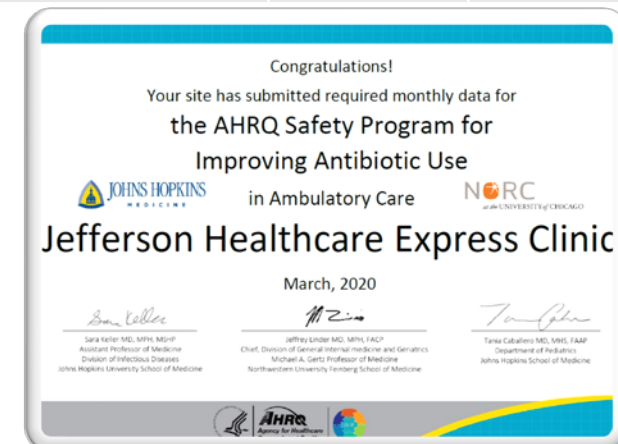 Congratulations!
Your site has submitted required monthly data for
the AHRQ Safety Program for
Improving Antibiotic Use
JOHNS HOPKINS
MEDICINE
in Ambulatory Care
NORC
at the UNIVERSITY of CHICAGO
Jefferson Healthcare Express Clinic
March, 2020
Sara Keller MD, MPH, MSHP
Assistant Professor of Medicine
Division of Infectious Diseases
Johns Hopkins University School of Medicine
Jeffrey Linder MD, MPH, FACP
Chief, Division of General Internal medicine and Geriatrics
Michael A. Gertz Professor of Medicine
Northwestern University Feinberg School of Medicine
Tania Caballero MD, MHS, FAAP
Department of Pediatrics
Johns Hopkins School of Medicine
AHRQ
Agency for Healthcare